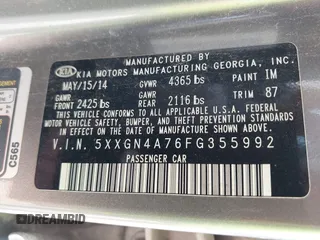 MANUFACTURED BY
KIA KIA MOTORS MANUFACTURING GEORGIA, INC.
MAY/15/14 GVWR 4365 lbs PAINT 1M
GAWR FRONT 2425 lbs GAWR REAR 2116 lbs TRIM 87
THIS VEHICLE CONFORMS TO ALL APPLICABLE
FEDERAL MOTOR VEHICLE SAFETY, BUMPER,
AND THEFT PREVENTION STANDARDS IN EFFECT
ON THE DATE OF MANUFACTURE SHOWN ABOVE.
V.I.N. 5XXGN4A76FG355992
PASSENGER CAR
C565
DREAMBID